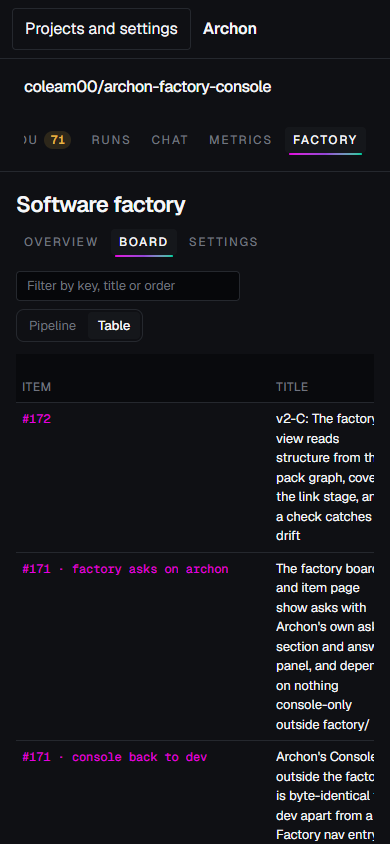 Projects and settings Archon
coleam00/archon-factory-console
OU 71 RUNS CHAT METRICS FACTORY
Software factory
OVERVIEW BOARD SETTINGS
Filter by key, title or order
Pipeline Table
ITEM TITLE
#172 v2-C: The factory
view reads
structure from th
pack graph, cove
the link stage, an
a check catches
drift
#171 · factory asks on archon The factory board
and item page
show asks with
Archon's own ask
section and answ
panel, and depen
on nothing
console-only
outside factory/
#171 · console back to dev Archon's Console
outside the facto
is byte-identical
dev apart from a
Factory nav entry